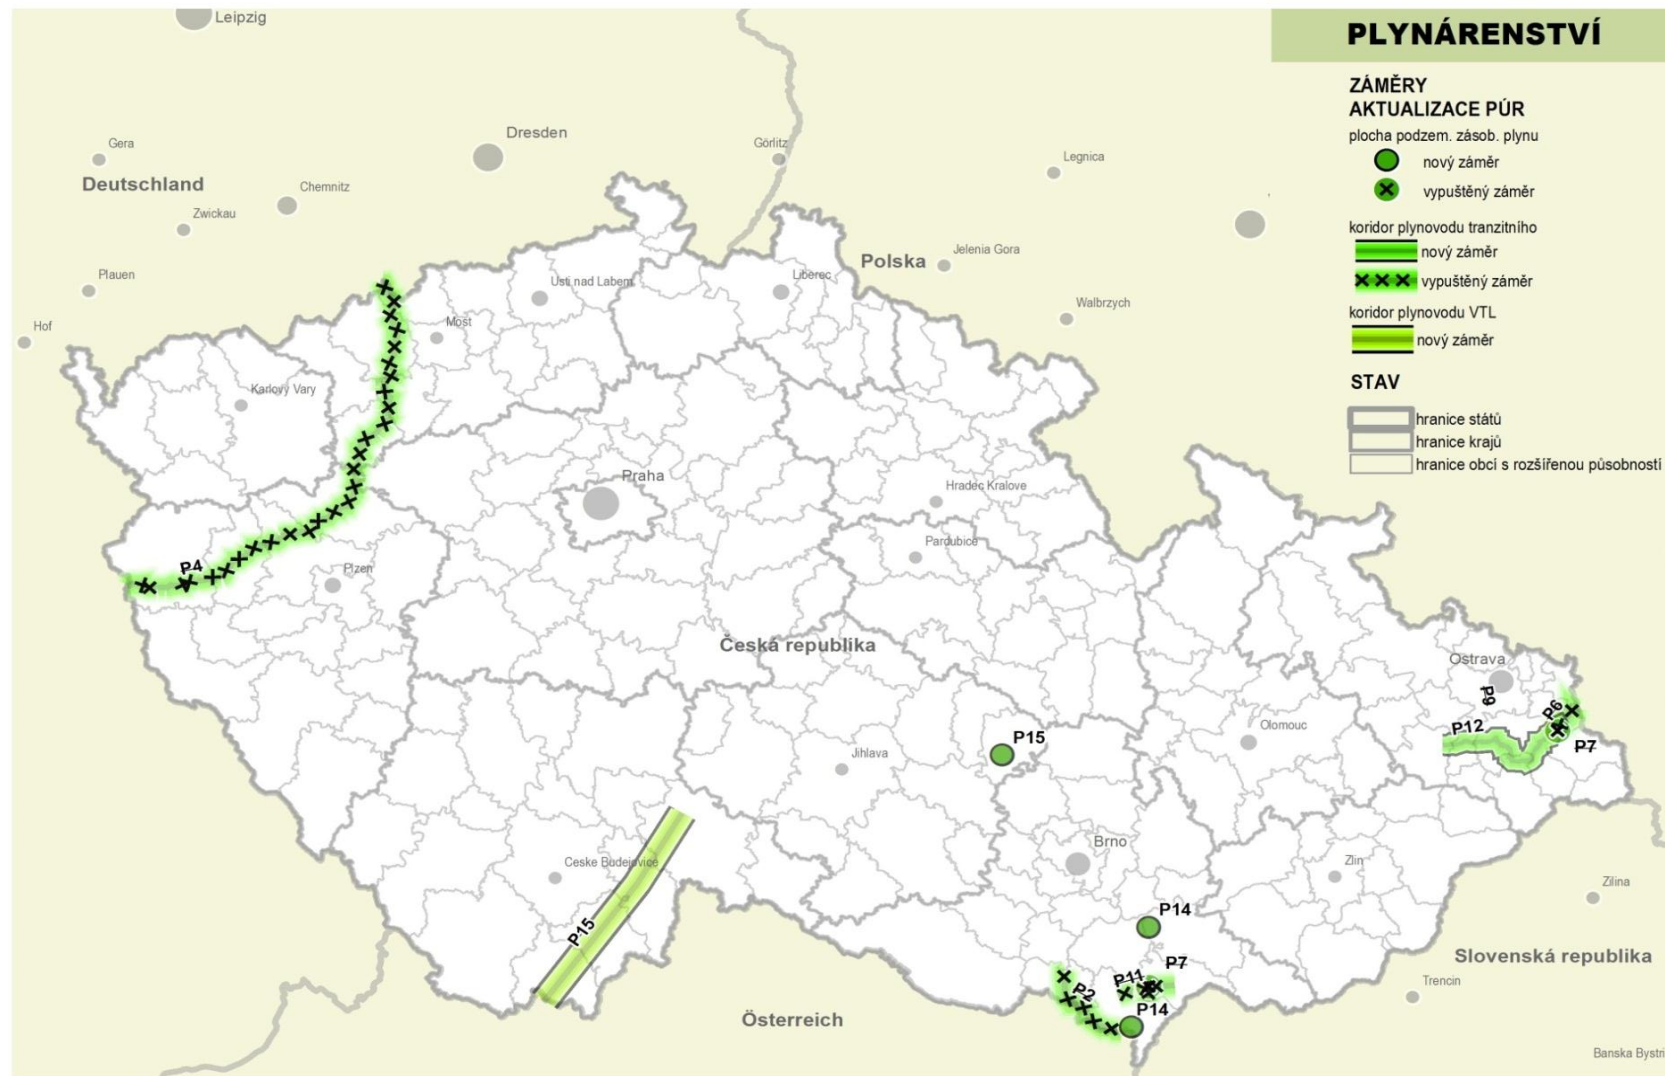 Leipzig
PLYNÁRENSTVÍ
ZÁMĚRY
AKTUALIZACE PÚR
plocha podzem. zásob. plynu
nový záměr
vypuštěný záměr
koridor plynovodu tranzitního
nový záměr
vypuštěný záměr
koridor plynovodu VTL
nový záměr
STAV
hranice států
hranice krajů
hranice obcí s rozšířenou působností
Dresden
Görlitz
Gera
Legnica
Deutschland
Chemnitz
Zwickau
Polska
Jelenia Gora
Plauen
Usti nad Labem
Liberec
Walbrzych
Hof
Most
Karlovy Vary
Praha
Hradec Kralove
Pardubice
P4
Plzen
Česká republika
Ostrava
P9
P6
P12
P7
Olomouc
P15
Jihlava
Brno
Ceske Budejovice
Zlin
Zilina
P14
P15
Slovenská republika
P7
P11
Trencin
P2
P14
Österreich
Banska Bystri